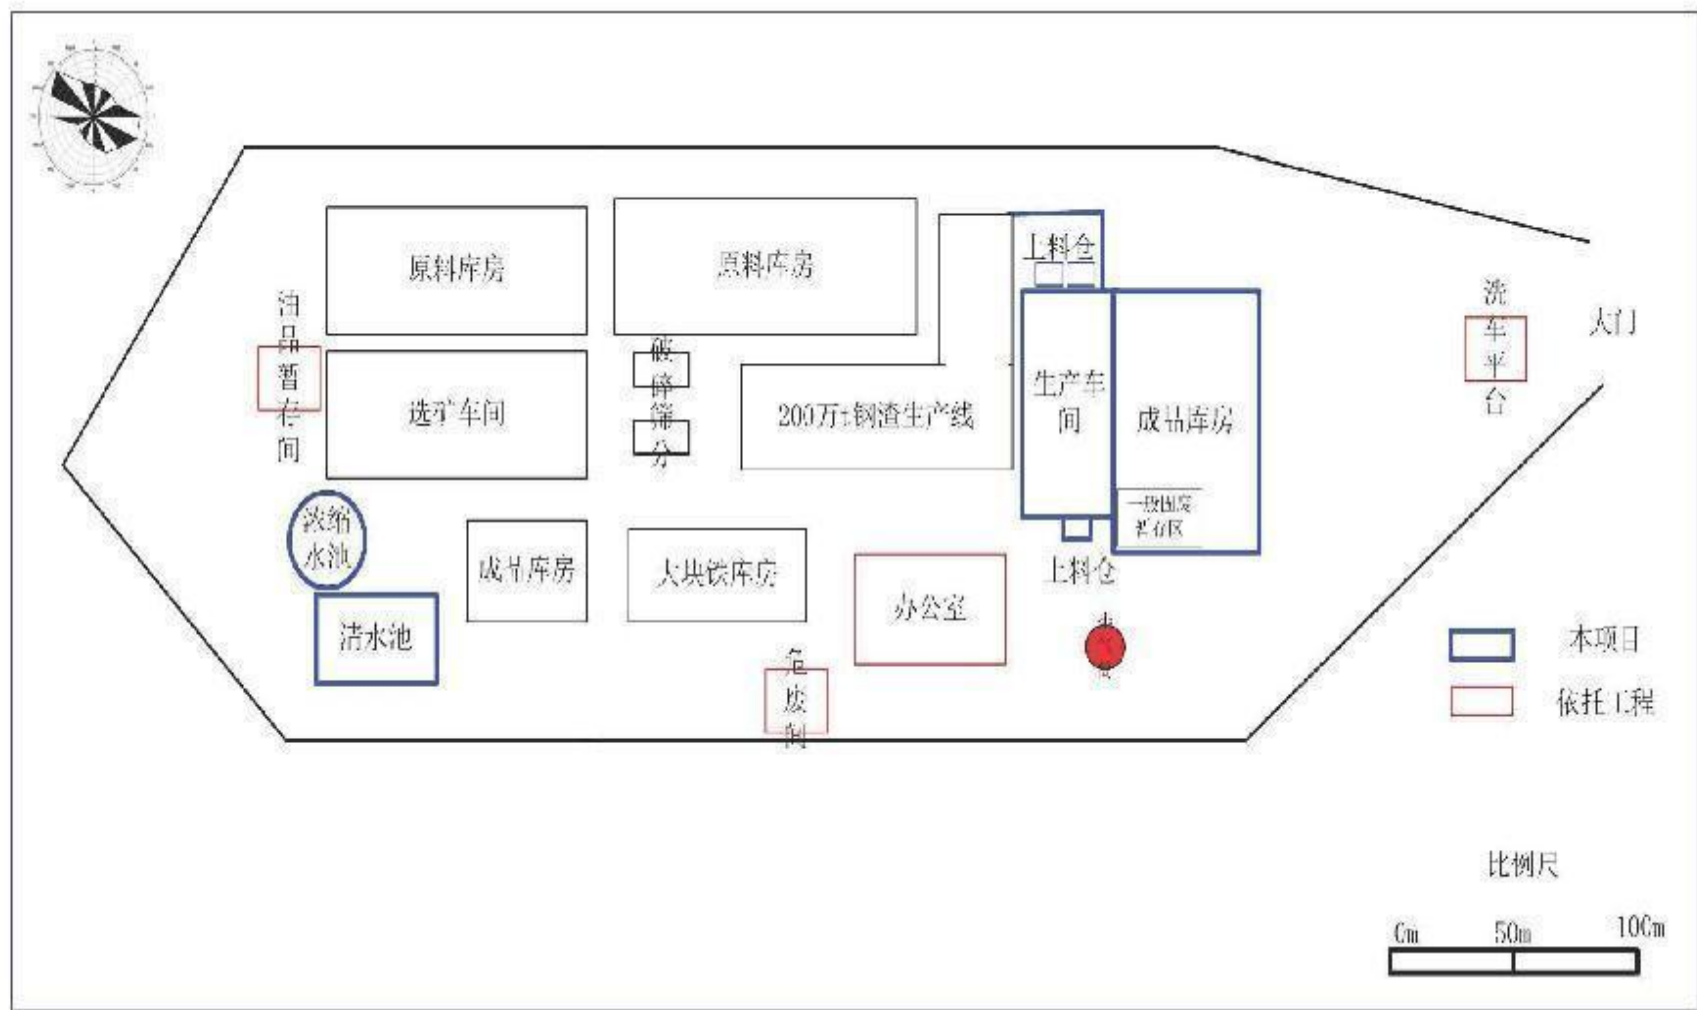 原料库房
原料库房
上料仓
油品暂存间
选矿车间
破碎筛分
200万t钢渣生产线
生产车
间
成品库房
洗车平台
大门
一般固废
暂存区
浓缩
水池
清水池
成品库房
大块铁库房
办公室
上料仓
危废间
本项目
依托工程
比例尺
0m
50m
100m